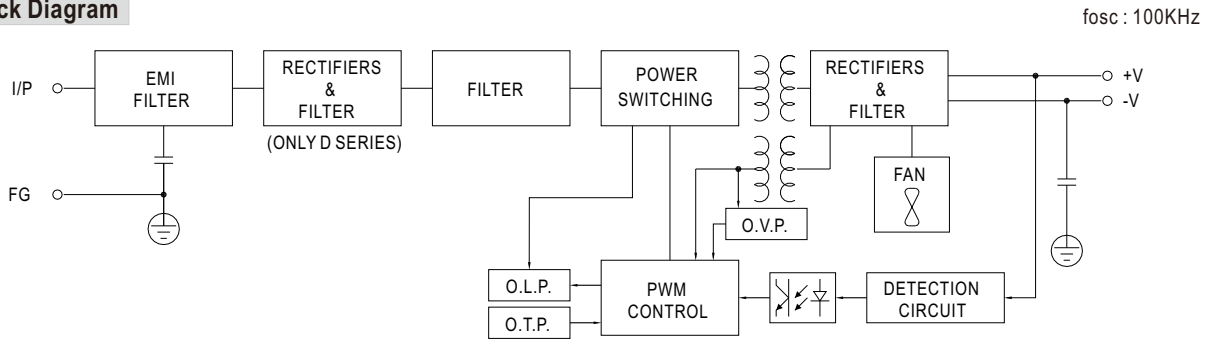 ck Diagram
fosc : 100KHz
I/P
EMI
FILTER
RECTIFIERS
&
FILTER
(ONLY D SERIES)
FILTER
POWER
SWITCHING
RECTIFIERS
&
FILTER
+V
-V
FG
FAN
O.V.P.
O.L.P.
O.T.P.
PWM
CONTROL
DETECTION
CIRCUIT